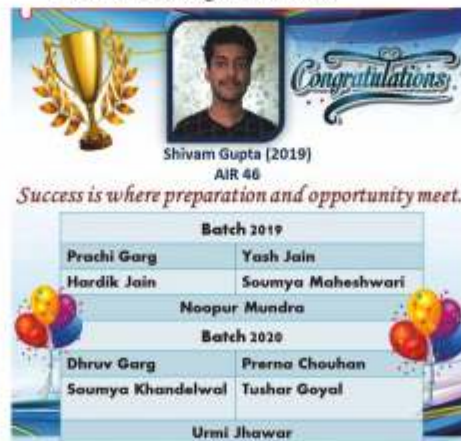 Congratulations
Shivam Gupta (2019)
AIR 46
Success is where preparation and opportunity meet.
Batch 2019
Prachi Garg Yash Jain
Hardik Jain Soumya Maheshwari
Noopur Mundra
Batch 2020
Dhruv Garg Prerna Chouhan
Saumya Khandelwal Tushar Goyal
Urmi Jhawar